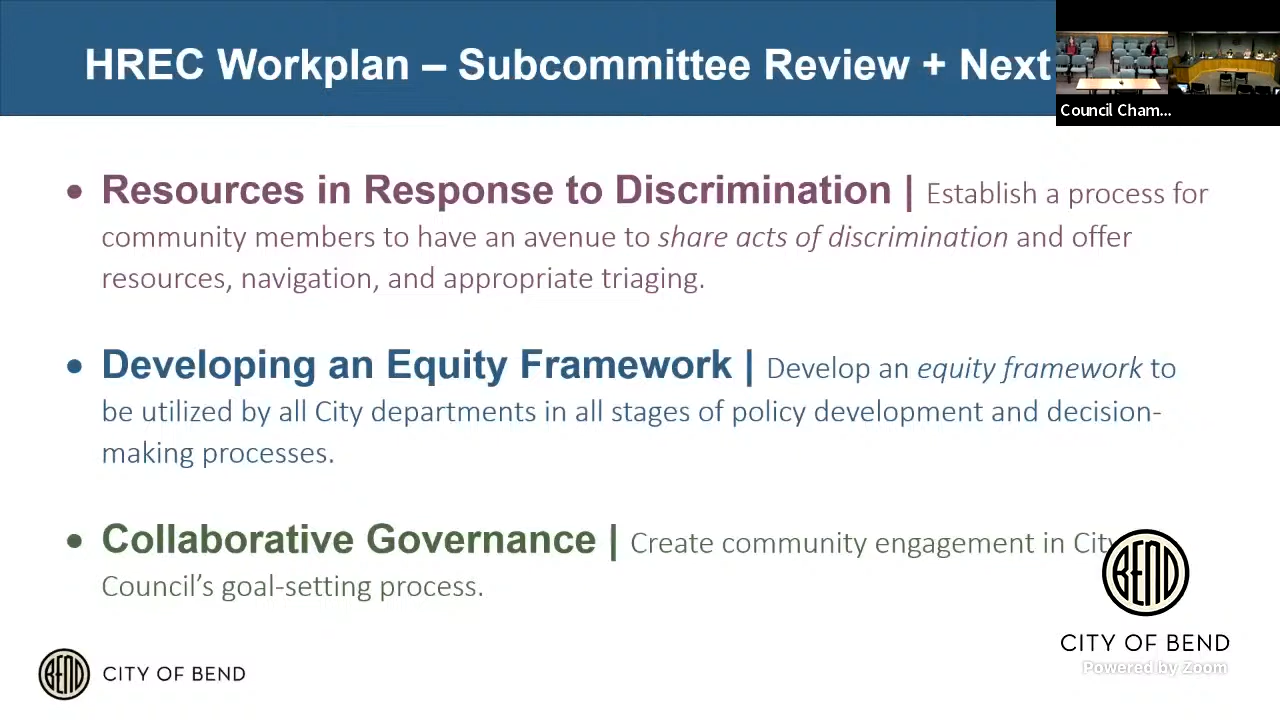 HREC Workplan – Subcommittee Review + Next
Council Cham...
• Resources in Response to Discrimination | Establish a process for
community members to have an avenue to share acts of discrimination and offer
resources, navigation, and appropriate triaging.
• Developing an Equity Framework | Develop an equity framework to
be utilized by all City departments in all stages of policy development and decision-
making processes.
• Collaborative Governance | Create community engagement in City
Council’s goal-setting process.
BEND
CITY OF BEND
Powered by Zoom
BEND
CITY OF BEND